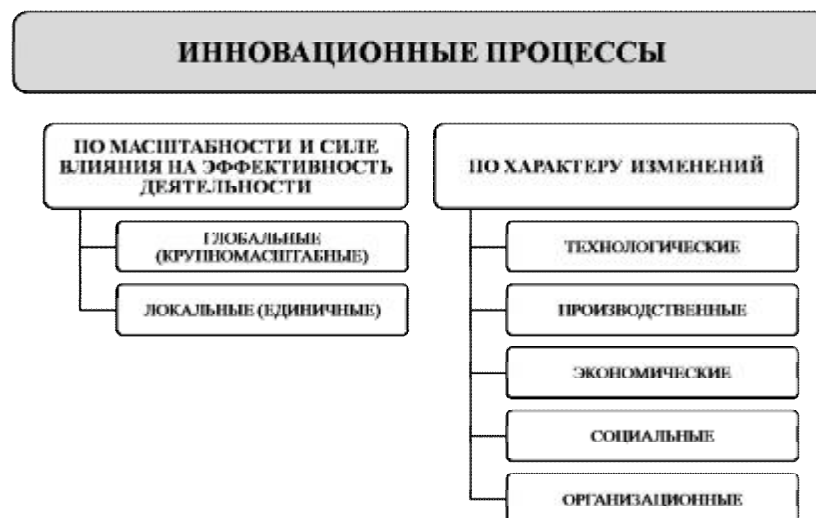 ИННОВАЦИОННЫЕ ПРОЦЕССЫ
ПО МАСШТАБНОСТИ И СИЛЕ
ВЛИЯНИЯ НА ЭФФЕКТИВНОСТЬ
ДЕЯТЕЛЬНОСТИ
ГЛОБАЛЬНЫЕ
(КРУПНОМАСШТАБНЫЕ)
ЛОКАЛЬНЫЕ (ЕДИНИЧНЫЕ)
ПО ХАРАКТЕРУ ИЗМЕНЕНИЙ
ТЕХНОЛОГИЧЕСКИЕ
ПРОИЗВОДСТВЕННЫЕ
ЭКОНОМИЧЕСКИЕ
СОЦИАЛЬНЫЕ
ОРГАНИЗАЦИОННЫЕ